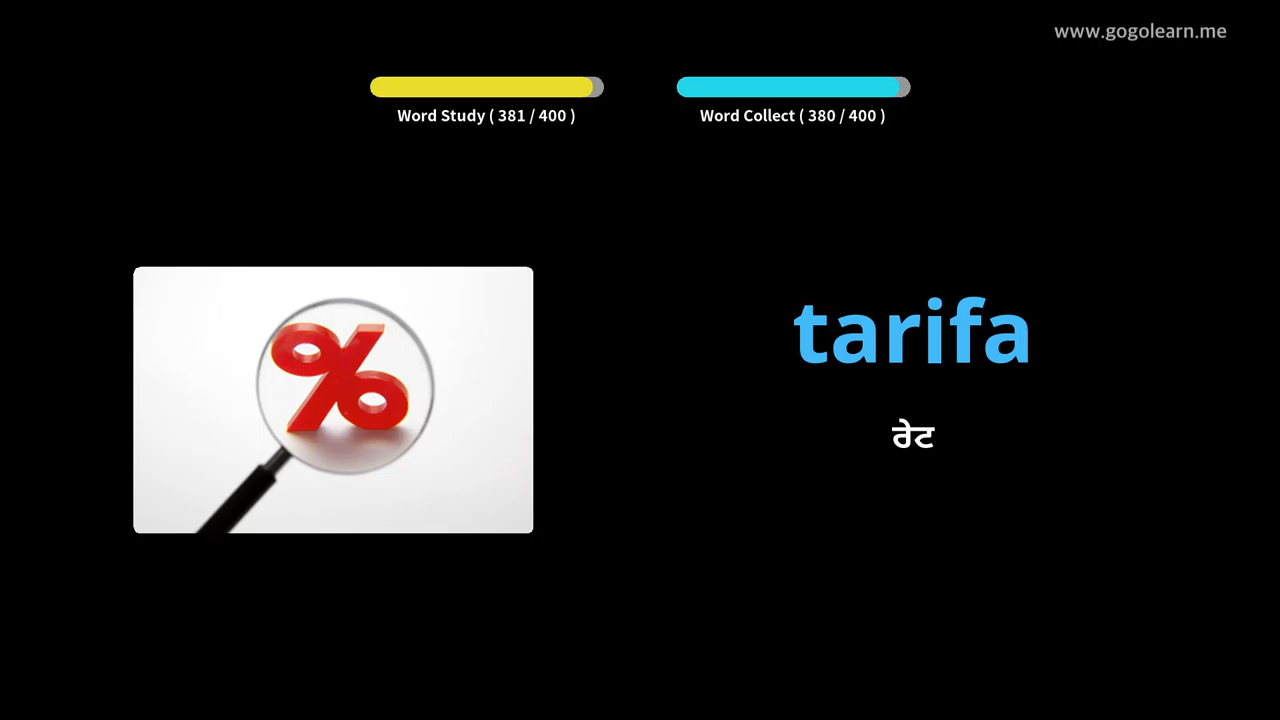 www.gogolearn.me
Word Study ( 381 / 400 )
Word Collect ( 380 / 400 )
%
tarifa
ਰੇਟ